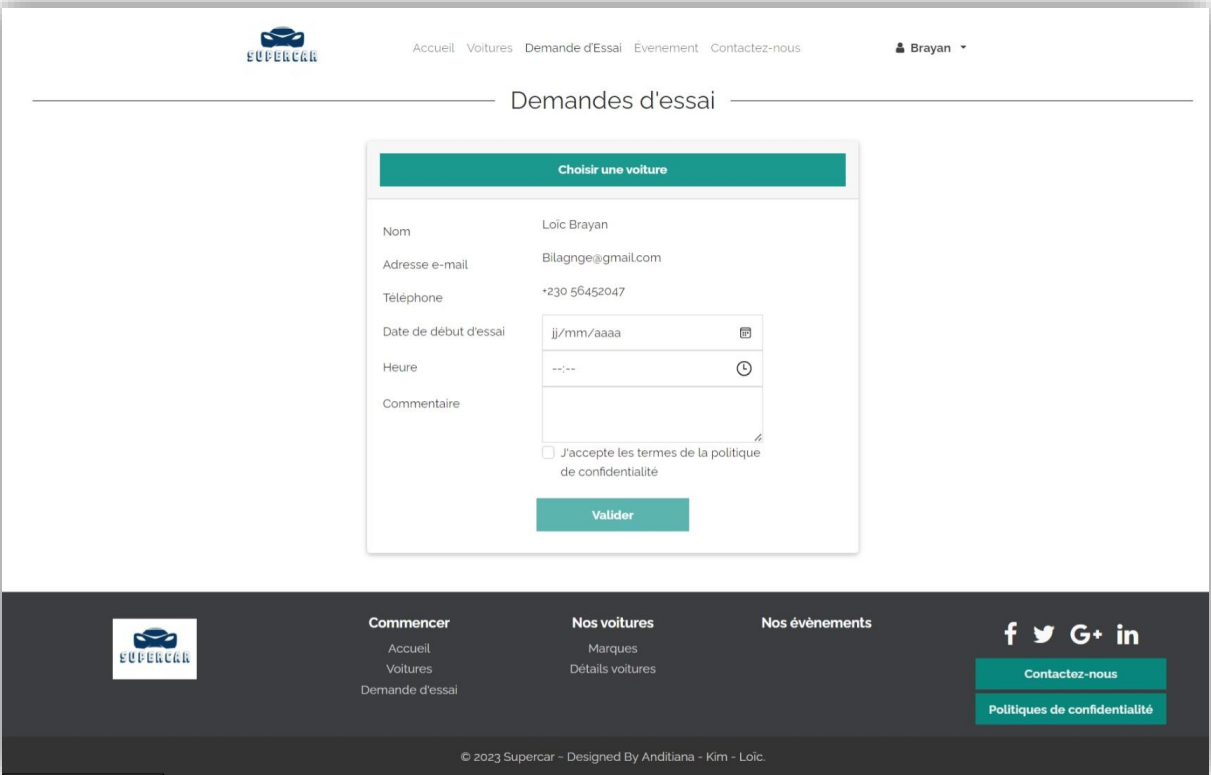 SUPERCAR
Accueil Voitures Demande d'Essai Èvenement Contactez-nous
Brayan
Demandes d'essai
Choisir une voiture
Nom Loïc Brayan
Adresse e-mail Bilagnge@gmail.com
Téléphone +230 56452047
Date de début d'essai jj/mm/aaaa
Heure --:--
Commentaire
J'accepte les termes de la politique
de confidentialité
Valider
SUPERCAR
Commencer
Accueil
Voitures
Demande d'essai
Nos voitures
Marques
Détails voitures
Nos évènements
f G+ in
Contactez-nous
Politiques de confidentialité
© 2023 Supercar – Designed By Anditiana - Kim - Loïc.